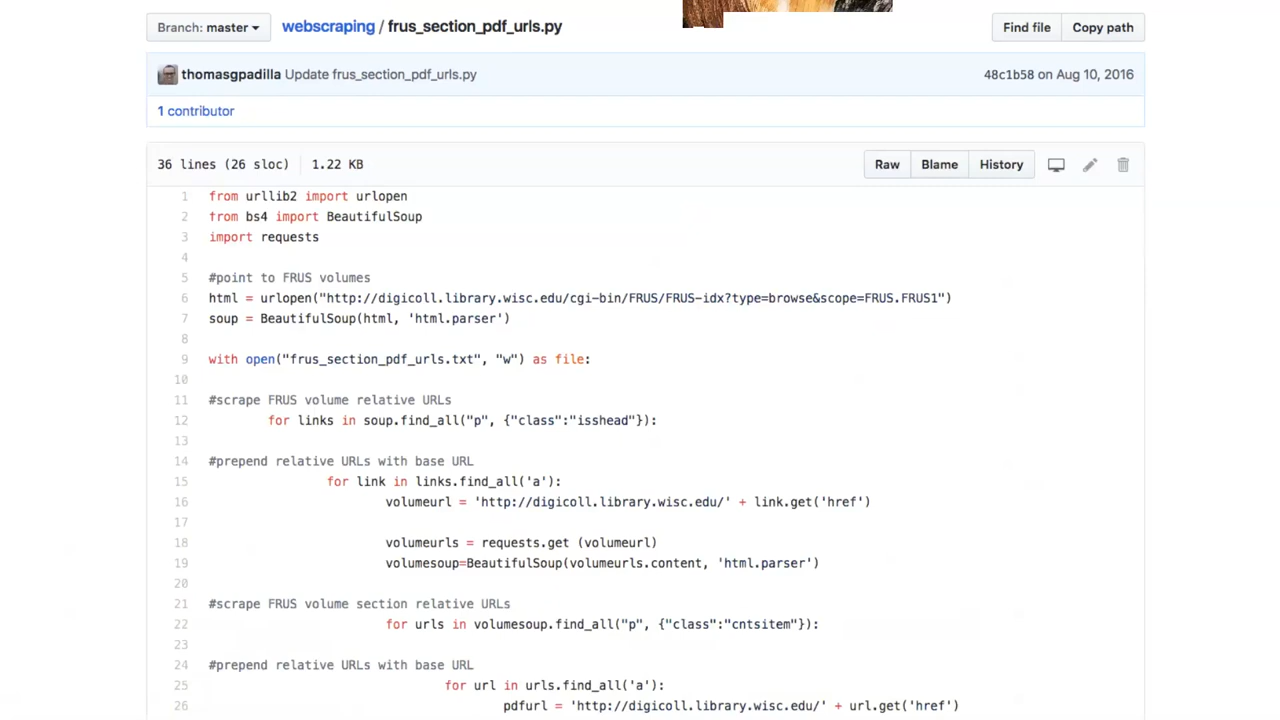 Branch: master
webscraping / frus_section_pdf_urls.py
Find file
Copy path
thomasgpadilla Update frus_section_pdf_urls.py
48c1b58 on Aug 10, 2016
1 contributor
36 lines (26 sloc) 1.22 KB
Raw
Blame
History
1 from urllib2 import urlopen
2 from bs4 import BeautifulSoup
3 import requests
4
5 #point to FRUS volumes
6 html = urlopen("http://digicoll.library.wisc.edu/cgi-bin/FRUS/FRUS-idx?type=browse&scope=FRUS.FRUS1")
7 soup = BeautifulSoup(html, 'html.parser')
8
9 with open("frus_section_pdf_urls.txt", "w") as file:
10
11 #scrape FRUS volume relative URLs
12 for links in soup.find_all("p", {"class":"isshead"}):
13
14 #prepend relative URLs with base URL
15 for link in links.find_all('a'):
16 volumeurl = 'http://digicoll.library.wisc.edu/' + link.get('href')
17
18 volumeurls = requests.get (volumeurl)
19 volumesoup=BeautifulSoup(volumeurls.content, 'html.parser')
20
21 #scrape FRUS volume section relative URLs
22 for urls in volumesoup.find_all("p", {"class":"cntsitem"}):
23
24 #prepend relative URLs with base URL
25 for url in urls.find_all('a'):
26 pdfurl = 'http://digicoll.library.wisc.edu/' + url.get('href')